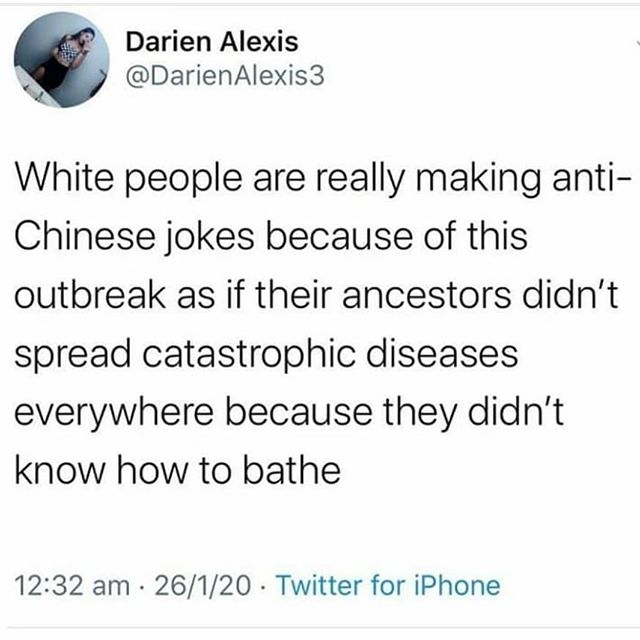 Darien Alexis
@DarienAlexis3
White people are really making anti-
Chinese jokes because of this
outbreak as if their ancestors didn't
spread catastrophic diseases
everywhere because they didn't
know how to bathe
12:32 am · 26/1/20 · Twitter for iPhone